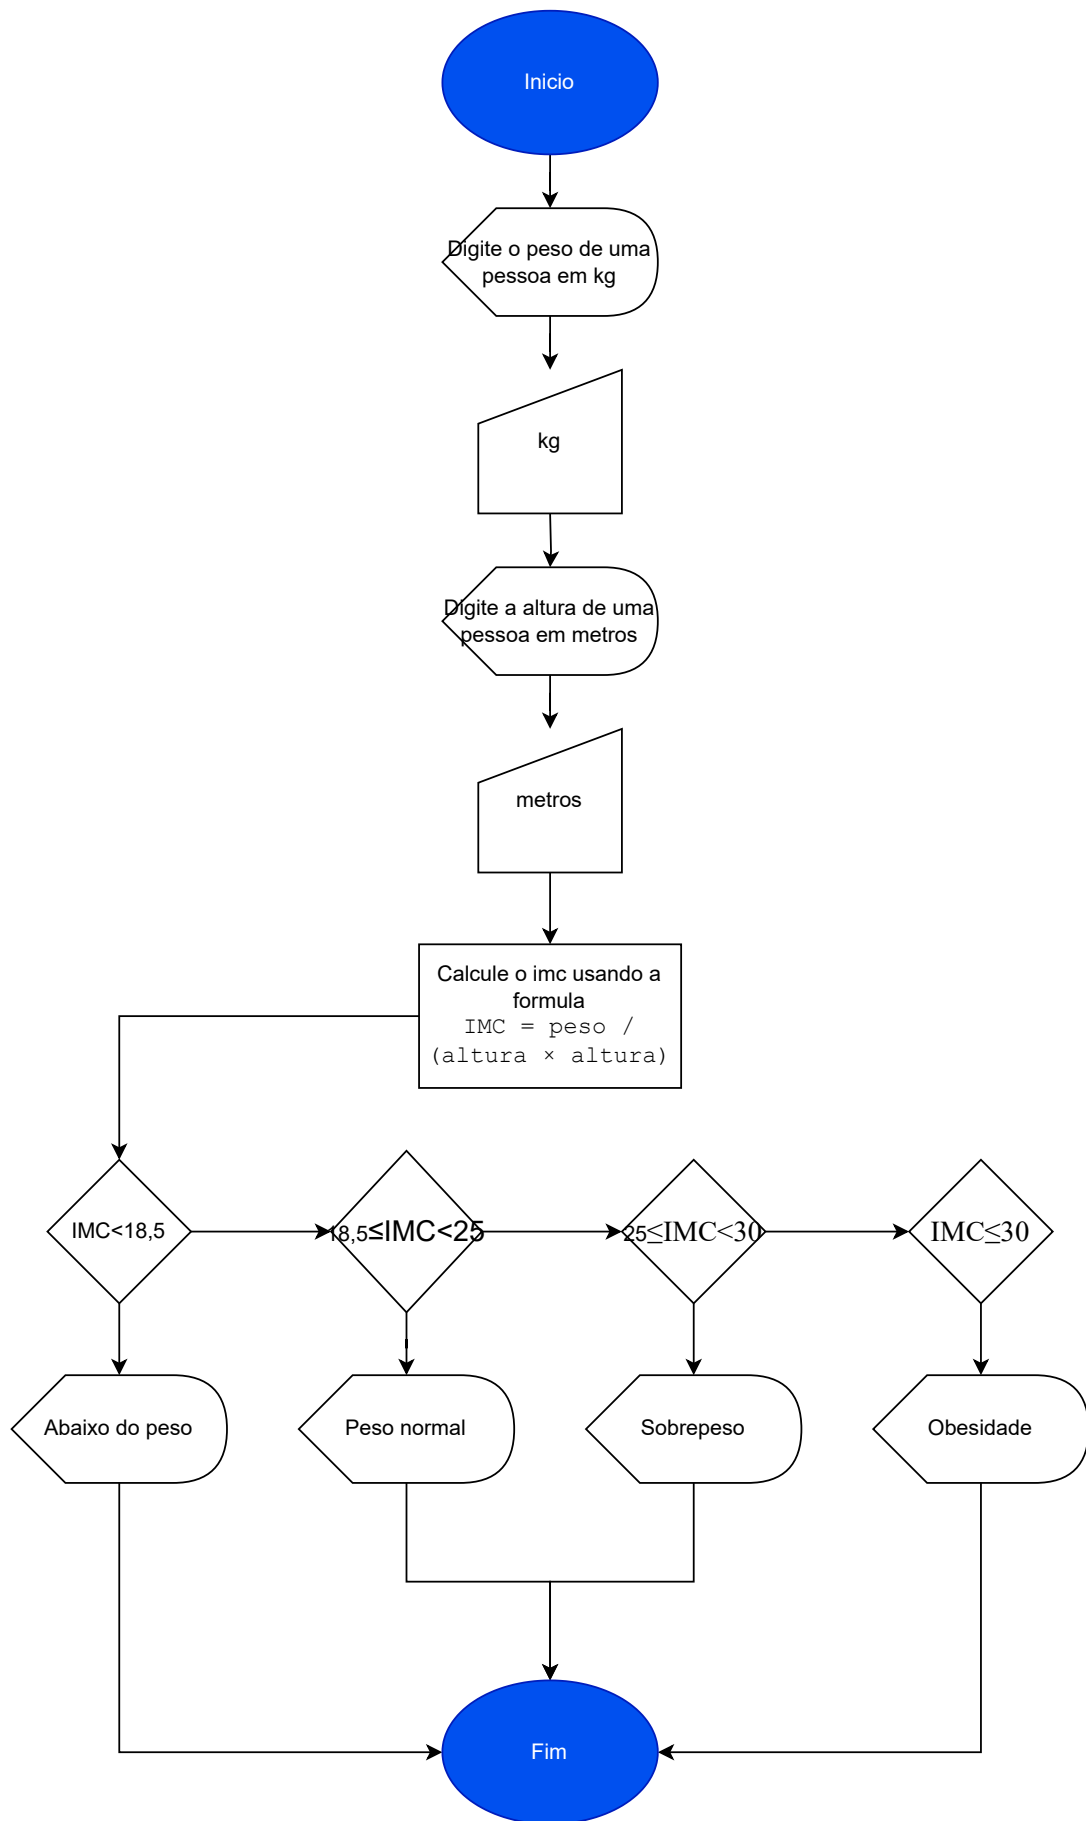 Inicio
Digite o peso de uma
pessoa em kg
kg
Digite a altura de uma
pessoa em metros
metros
Calcule o imc usando a
formula
IMC = peso /
(altura × altura)
IMC<18,5
18,5≤IMC<25
25≤IMC<30
IMC≤30
Abaixo do peso
Peso normal
Sobrepeso
Obesidade
Fim